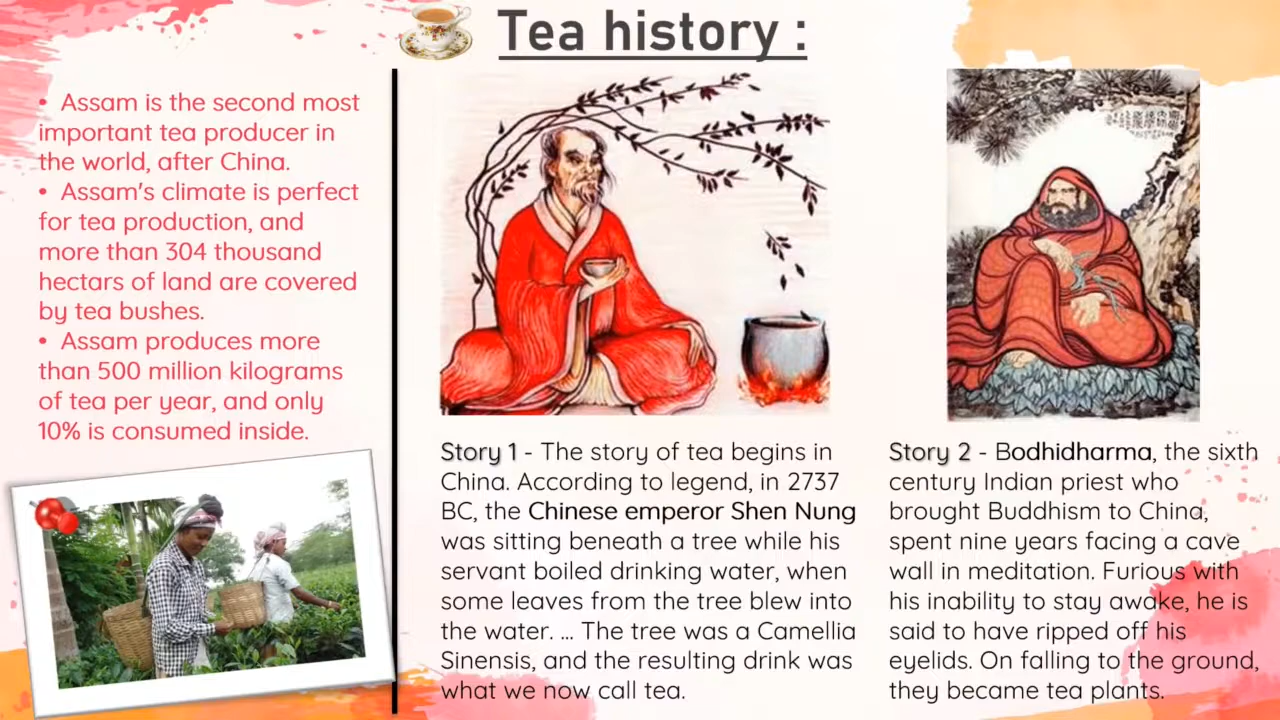 Tea history :
• Assam is the second most
important tea producer in
the world, after China.
• Assam's climate is perfect
for tea production, and
more than 304 thousand
hectars of land are covered
by tea bushes.
• Assam produces more
than 500 million kilograms
of tea per year, and only
10% is consumed inside.
Story 1 - The story of tea begins in
China. According to legend, in 2737
BC, the Chinese emperor Shen Nung
was sitting beneath a tree while his
servant boiled drinking water, when
some leaves from the tree blew into
the water. ... The tree was a Camellia
Sinensis, and the resulting drink was
what we now call tea.
Story 2 - Bodhidharma, the sixth
century Indian priest who
brought Buddhism to China,
spent nine years facing a cave
wall in meditation. Furious with
his inability to stay awake, he is
said to have ripped off his
eyelids. On falling to the ground,
they became tea plants.